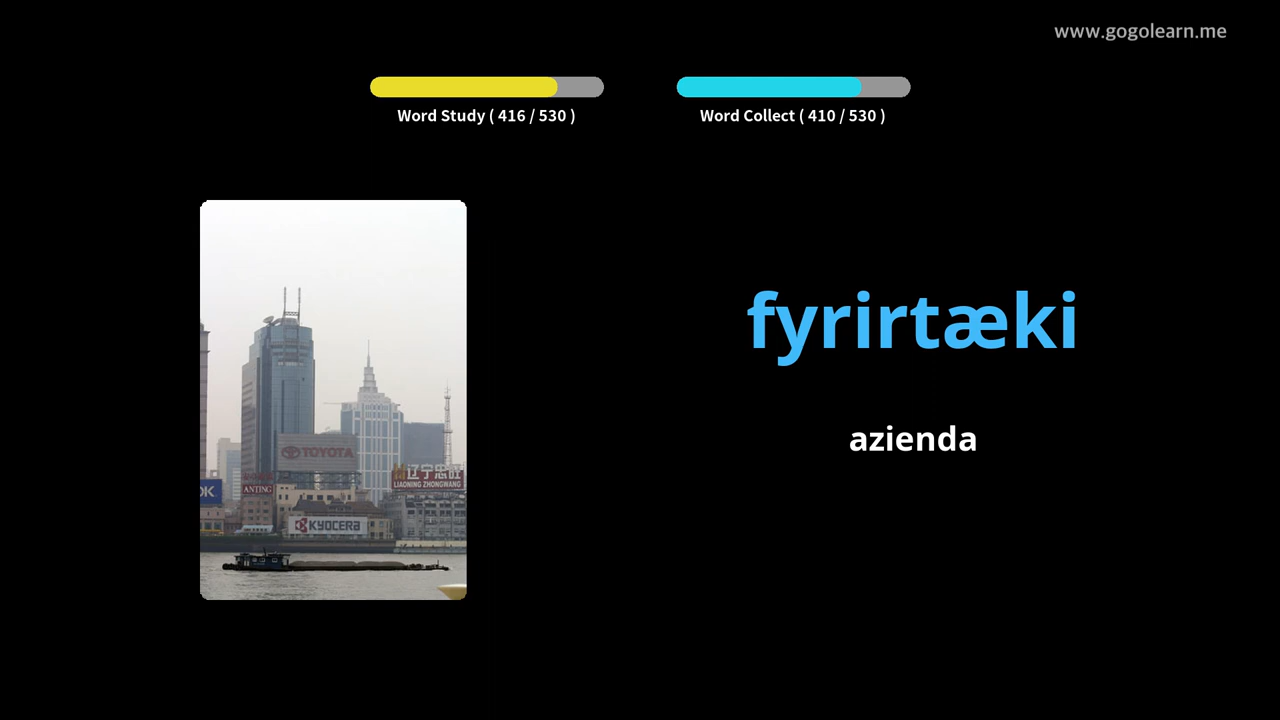 www.gogolearn.me
Word Study ( 416 / 530 )
Word Collect ( 410 / 530 )
fyrirtæki
azienda
TOYOTA
辽宁忠旺
LIAONING ZHONGWANG
ANTING
KYOCERA